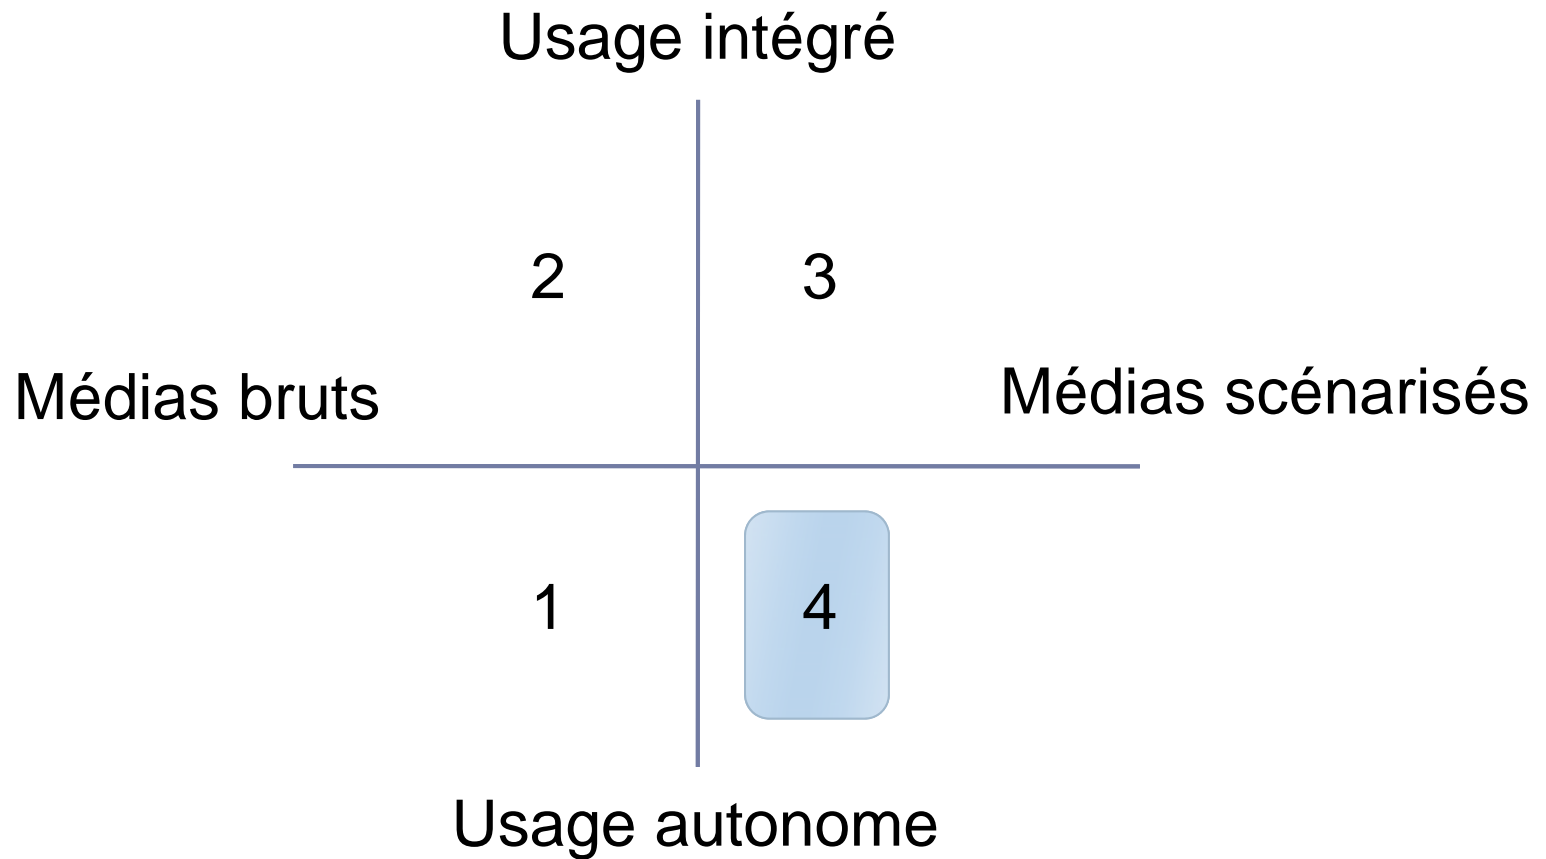 Usage intégré
2
3
Médias bruts
Médias scénarisés
1
4
Usage autonome